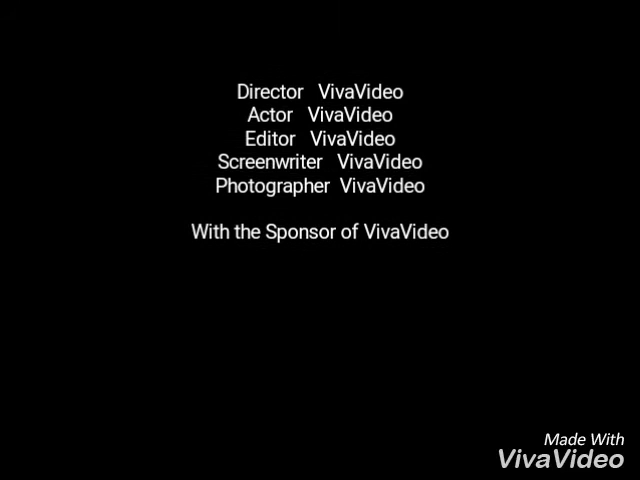 Director VivaVideo
Actor VivaVideo
Editor VivaVideo
Screenwriter VivaVideo
Photographer VivaVideo
With the Sponsor of VivaVideo
Made With
VivaVideo